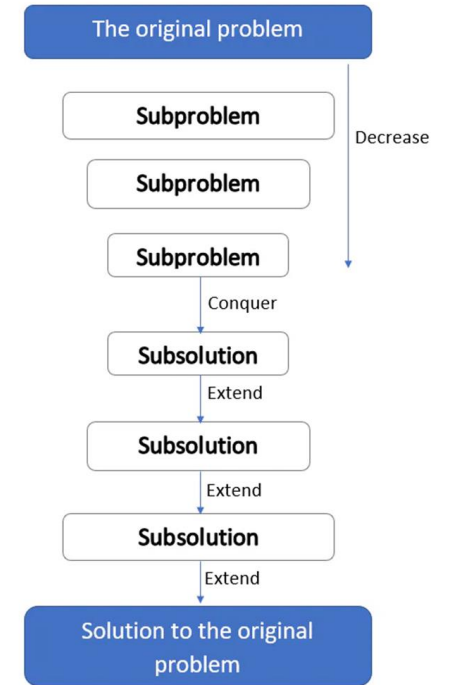 The original problem
Subproblem
Decrease
Subproblem
Subproblem
Conquer
Subsolution
Extend
Subsolution
Extend
Subsolution
Extend
Solution to the original
problem